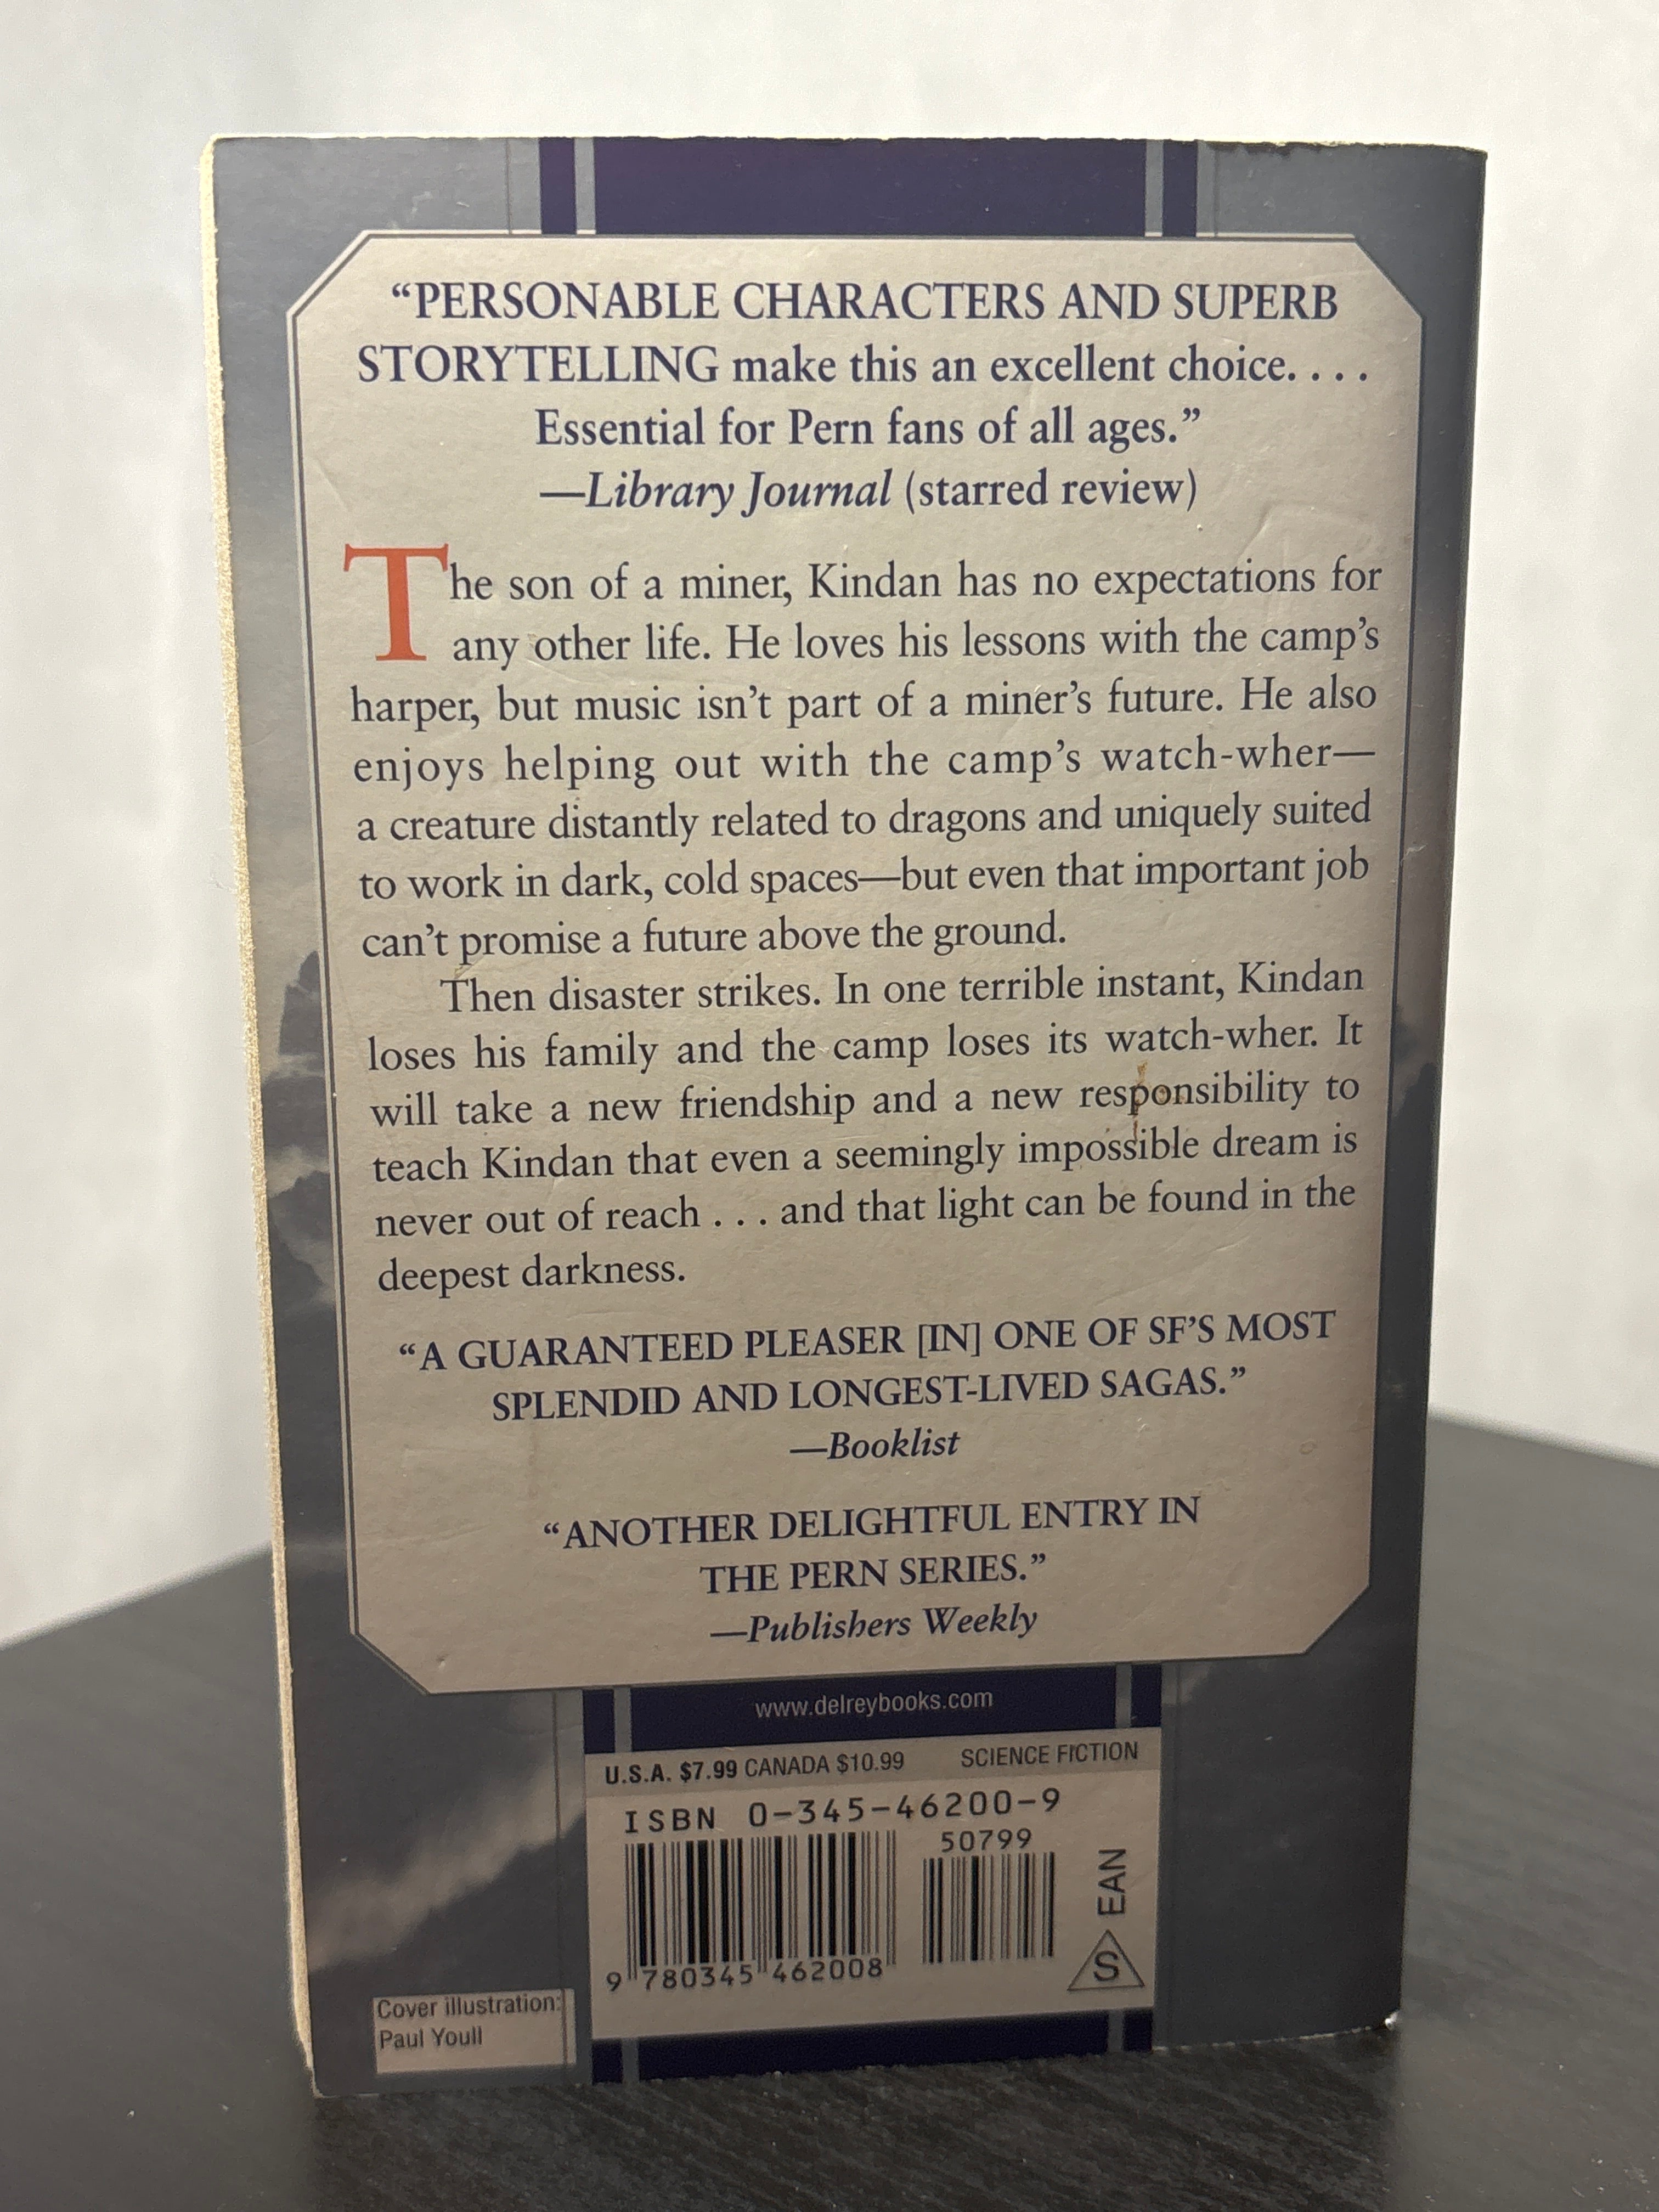 “PERSONABLE CHARACTERS AND SUPERB
STORYTELLING make this an excellent choice. . . .
Essential for Pern fans of all ages.”
—Library Journal (starred review)
The son of a miner, Kindan has no expectations for
any other life. He loves his lessons with the camp’s
harper, but music isn’t part of a miner’s future. He also
enjoys helping out with the camp’s watch-wher—
a creature distantly related to dragons and uniquely suited
to work in dark, cold spaces—but even that important job
can’t promise a future above the ground.
Then disaster strikes. In one terrible instant, Kindan
loses his family and the camp loses its watch-wher. It
will take a new friendship and a new responsibility to
teach Kindan that even a seemingly impossible dream is
never out of reach . . . and that light can be found in the
deepest darkness.
“A GUARANTEED PLEASER [IN] ONE OF SF’S MOST
SPLENDID AND LONGEST-LIVED SAGAS.”
—Booklist
“ANOTHER DELIGHTFUL ENTRY IN
THE PERN SERIES.”
—Publishers Weekly
www.delreybooks.com
U.S.A. $7.99 CANADA $10.99 SCIENCE FICTION
ISBN 0-345-46200-9
50799
EAN
S
9 780345 462008
Cover illustration:
Paul Youll